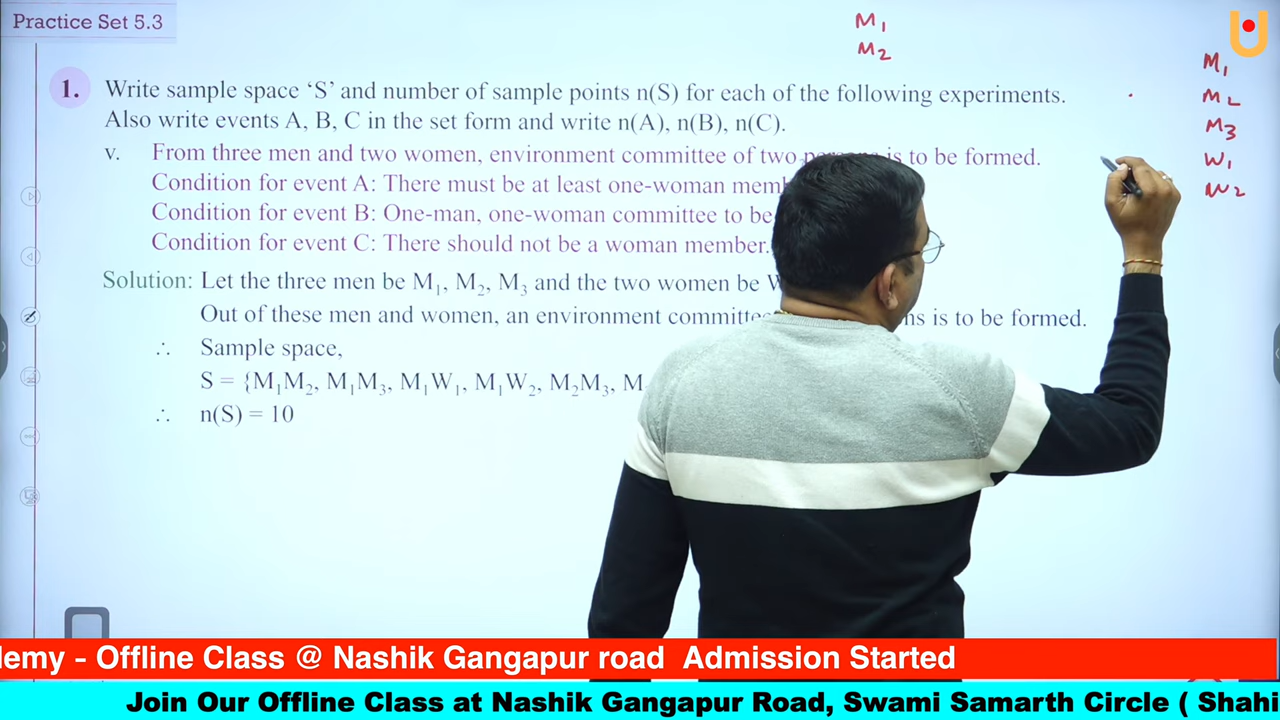 Practice Set 5.3
M₁
M₂
M₁
M₂
M₃
W₁
W₂
1. Write sample space ‘S’ and number of sample points n(S) for each of the following experiments.
Also write events A, B, C in the set form and write n(A), n(B), n(C).
v. From three men and two women, environment committee of two persons is to be formed.
Condition for event A: There must be at least one-woman
Condition for event B: One-man, one-woman committee to be
Condition for event C: There should not be a woman member.
Solution: Let the three men be M₁, M₂, M₃ and the two women be
Out of these men and women, an environment is to be formed.
∴ Sample space,
S = {M₁M₂, M₁M₃, M₁W₁, M₁W₂, M₂M₃,
∴ n(S) = 10
- Offline Class @ Nashik Gangapur road Admission Started
Join Our Offline Class at Nashik Gangapur Road, Swami Samarth Circle (